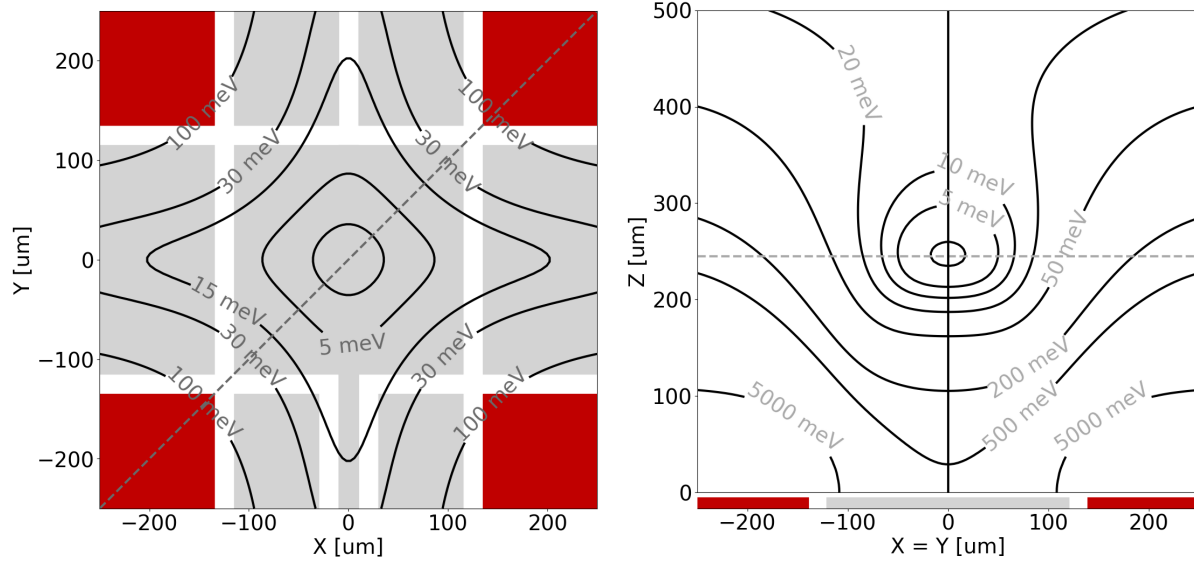 200
100
0
−100
−200
Y [um]
−200
−100
0
100
200
X [um]
100 meV
100 meV
30 meV
30 meV
15 meV
5 meV
30 meV
30 meV
100 meV
100 meV
500
400
300
200
100
0
Z [um]
−200
−100
0
100
200
X = Y [um]
20 meV
10 meV
5 meV
50 meV
200 meV
500 meV
5000 meV
5000 meV